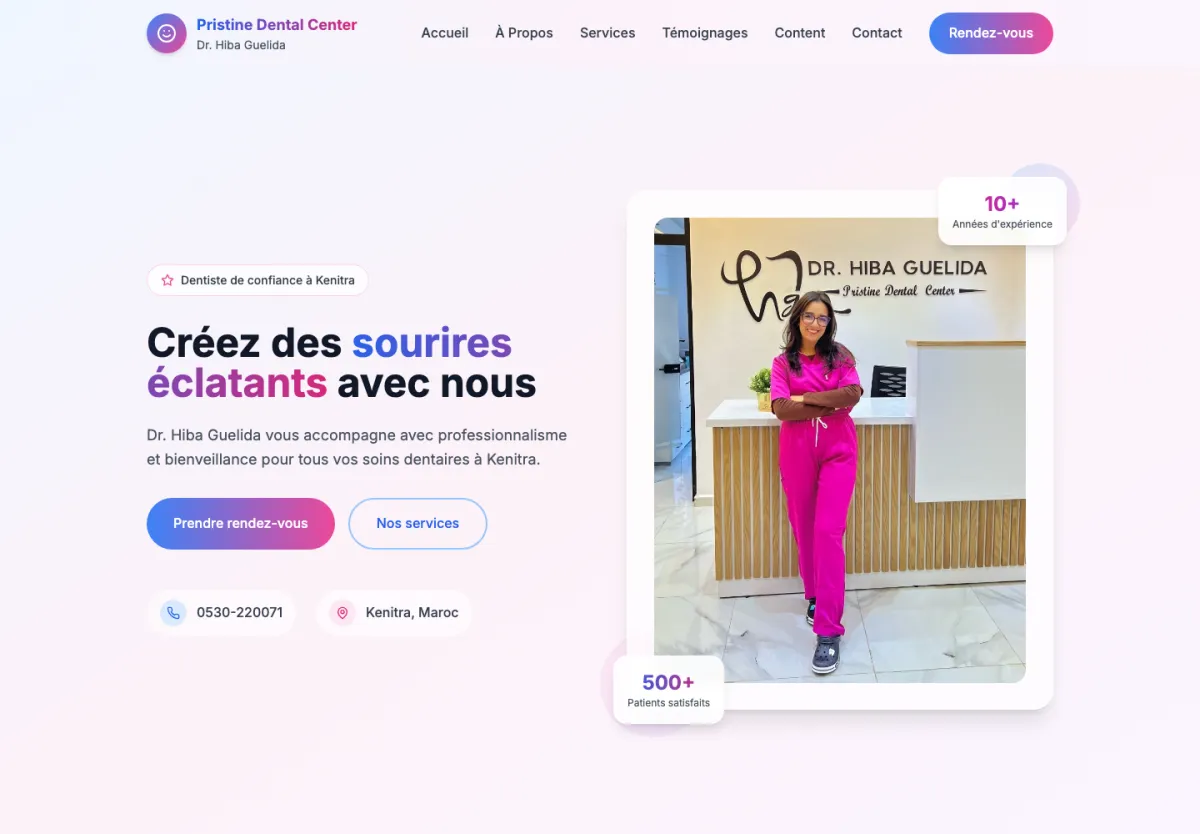 Pristine Dental Center
Dr. Hiba Guelida
Accueil
À Propos
Services
Témoignages
Content
Contact
Rendez-vous
Dentiste de confiance à Kenitra
Créez des sourires
éclatants avec nous
Dr. Hiba Guelida vous accompagne avec professionnalisme
et bienveillance pour tous vos soins dentaires à Kenitra.
Prendre rendez-vous
Nos services
0530-220071
Kenitra, Maroc
10+
Années d'expérience
DR. HIBA GUELIDA
Pristine Dental Center
500+
Patients satisfaits